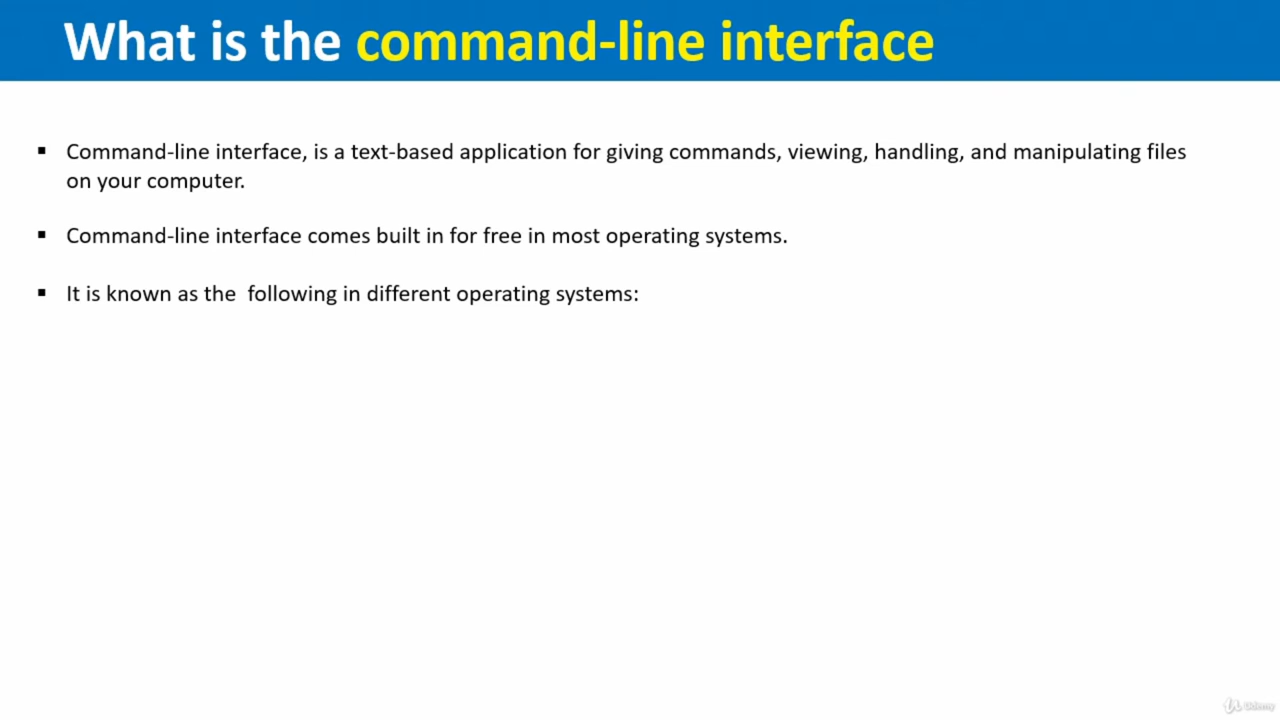 What is the command-line interface
▪ Command-line interface, is a text-based application for giving commands, viewing, handling, and manipulating files
on your computer.
▪ Command-line interface comes built in for free in most operating systems.
▪ It is known as the  following in different operating systems:
Udemy